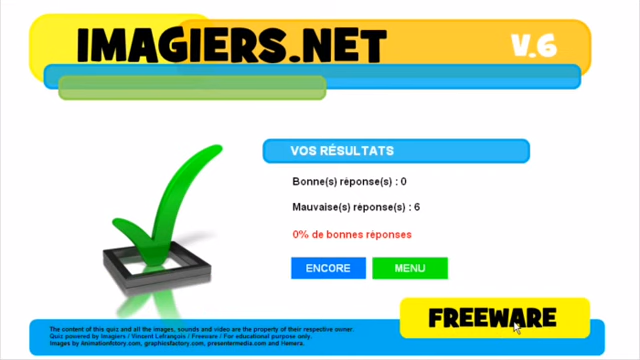 IMAGIERS.NET
V.6
VOS RÉSULTATS
Bonne(s) réponse(s) : 0
Mauvaise(s) réponse(s) : 6
0% de bonnes réponses
ENCORE
MENU
FREEWARE
The content of this quiz and all the images, sounds and video are the property of their respective owner.
Quiz powered by Imagiers / Vincent Lefrançois / Freeware / For educational purpose only.
Images by Animationfotory.com, graphicsfactory.com, presentermedia.com and Hemera.